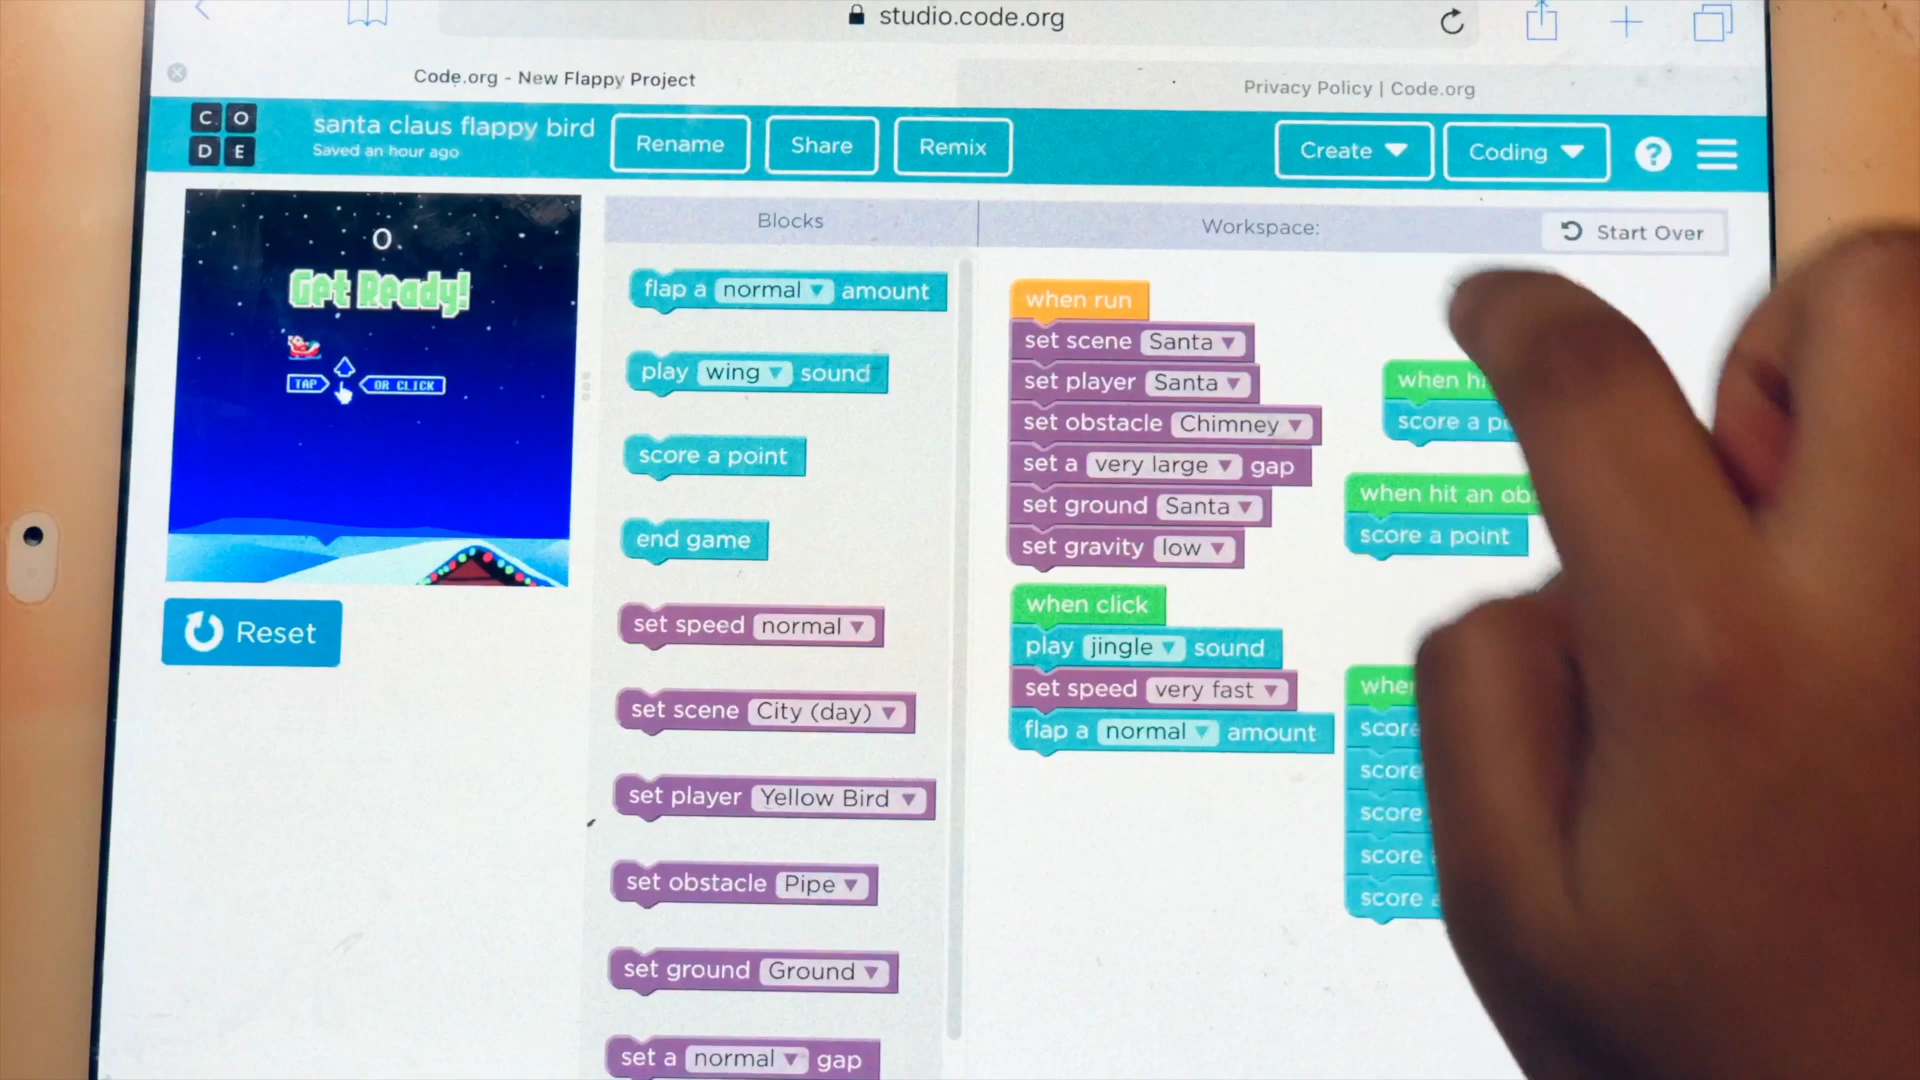 studio.code.org
Code.org - New Flappy Project
Privacy Policy | Code.org
C O
D E
santa claus flappy bird
Saved an hour ago
Rename
Share
Remix
Create
Coding
?
0
Get Ready!
TAP
OR CLICK
Reset
Blocks
flap a normal amount
play wing sound
score a point
end game
set speed normal
set scene City (day)
set player Yellow Bird
set obstacle Pipe
set ground Ground
set a normal gap
Workspace:
Start Over
when run
set scene Santa
set player Santa
set obstacle Chimney
set a very large gap
set ground Santa
set gravity low
when click
play jingle sound
set speed very fast
flap a normal amount
when
score a
when hit an
score a point
score
score
score
score
score